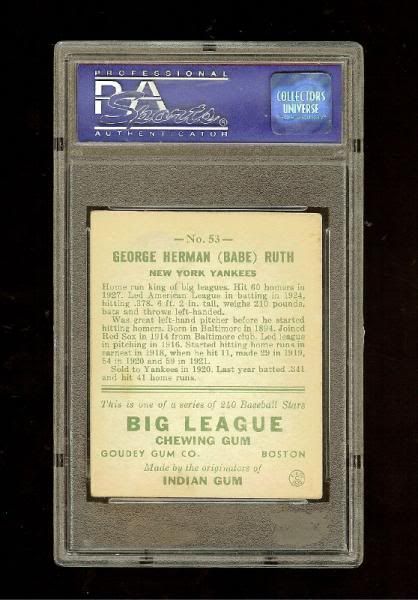 PROFESSIONAL
PSA
Sports ®
AUTHENTICATOR
COLLECTORS
UNIVERSE
—No. 53—
GEORGE HERMAN (BABE) RUTH
NEW YORK YANKEES
Home run king of big leagues. Hit 60 homers in
1927. Led American League in batting in 1924,
hitting .378. 6 ft. 2-in. tall, weighs 210 pounds,
bats and throws left-handed.
Was great left-hand pitcher before he started
hitting homers. Born in Baltimore in 1894. Joined
Red Sox in 1914 from Baltimore club. Led league
in pitching in 1916. Started hitting home runs in
earnest in 1918, when he hit 11, made 29 in 1919,
54 in 1920 and 59 in 1921.
Sold to Yankees in 1920. Last year batted .341
and hit 41 home runs.
This is one of a series of 240 Baseball Stars
BIG LEAGUE
CHEWING GUM
GOUDEY GUM CO. BOSTON
Made by the originators of
INDIAN GUM